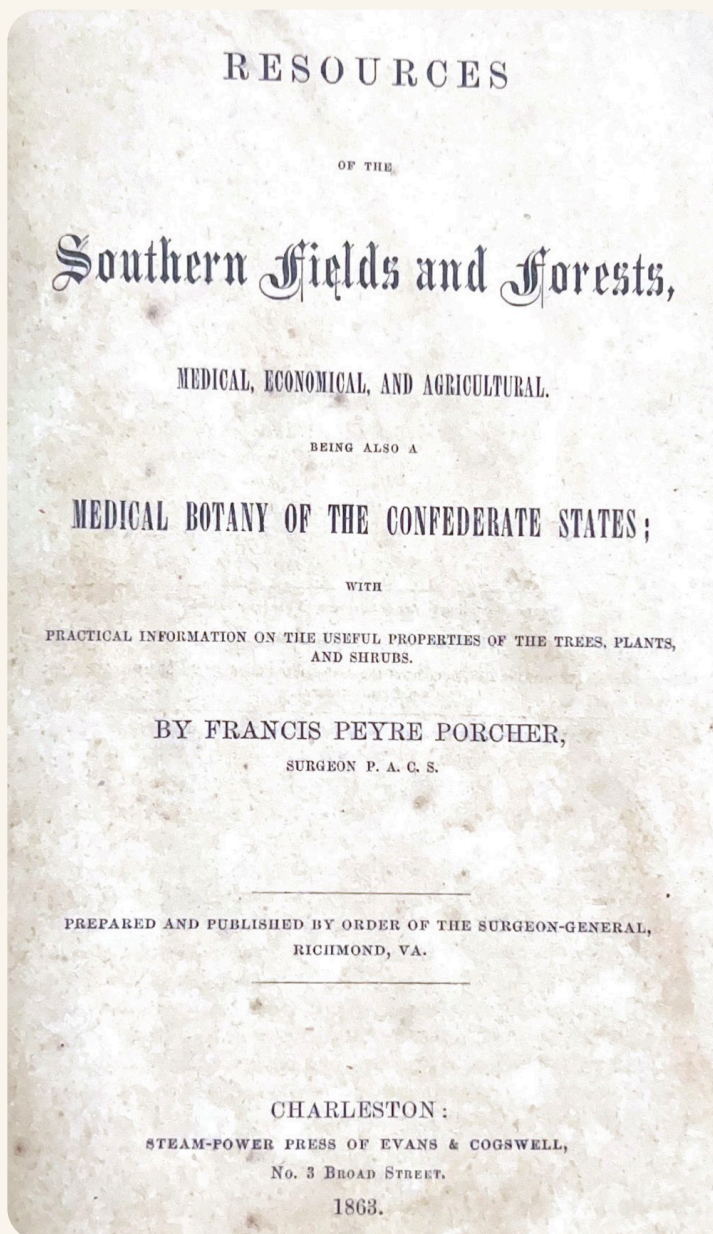 RESOURCES
OF THE
Southern Fields and Forests,
MEDICAL, ECONOMICAL, AND AGRICULTURAL.
BEING ALSO A
MEDICAL BOTANY OF THE CONFEDERATE STATES;
WITH
PRACTICAL INFORMATION ON THE USEFUL PROPERTIES OF THE TREES, PLANTS,
AND SHRUBS.
BY FRANCIS PEYRE PORCHER,
SURGEON P. A. C. S.
PREPARED AND PUBLISHED BY ORDER OF THE SURGEON-GENERAL,
RICHMOND, VA.
CHARLESTON:
STEAM-POWER PRESS OF EVANS & COGSWELL,
No. 3 BROAD STREET.
1863.